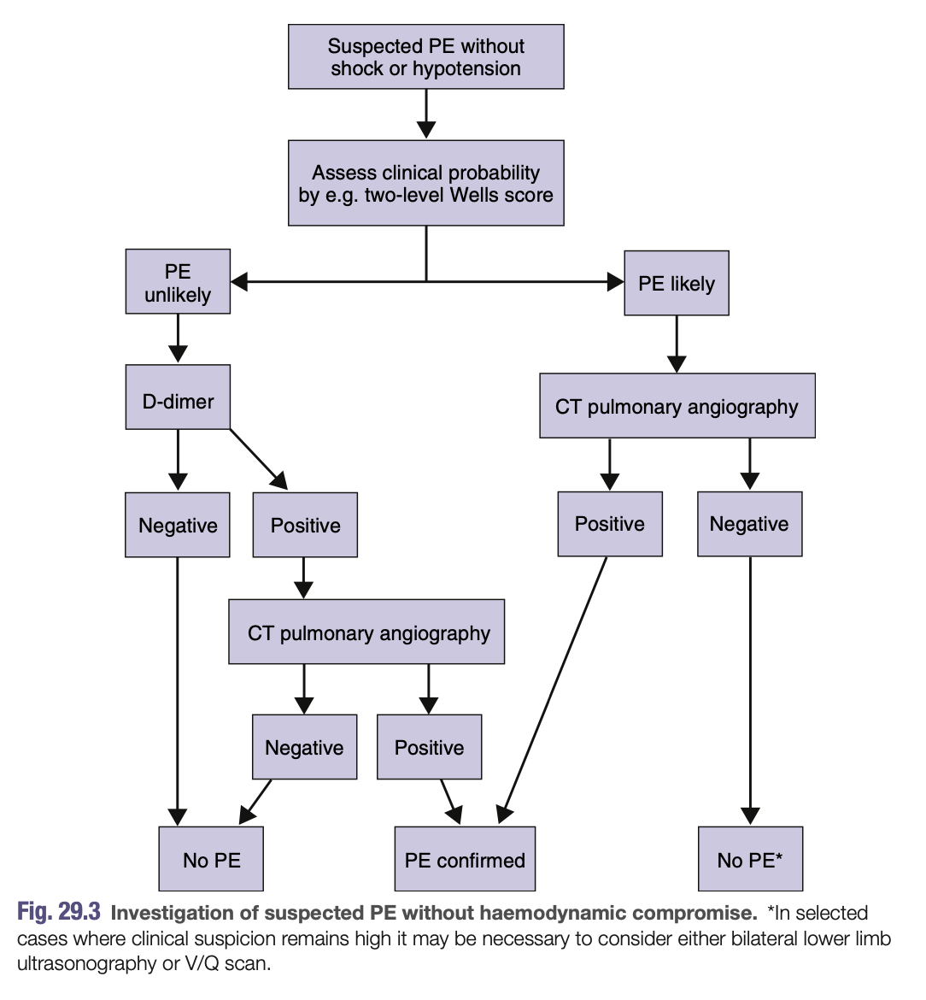 Suspected PE without
shock or hypotension
Assess clinical probability
by e.g. two-level Wells score
PE
unlikely
PE likely
D-dimer
CT pulmonary angiography
Negative
Positive
Positive
Negative
CT pulmonary angiography
Negative
Positive
No PE
PE confirmed
No PE*
Fig. 29.3 Investigation of suspected PE without haemodynamic compromise. *In selected
cases where clinical suspicion remains high it may be necessary to consider either bilateral lower limb
ultrasonography or V/Q scan.